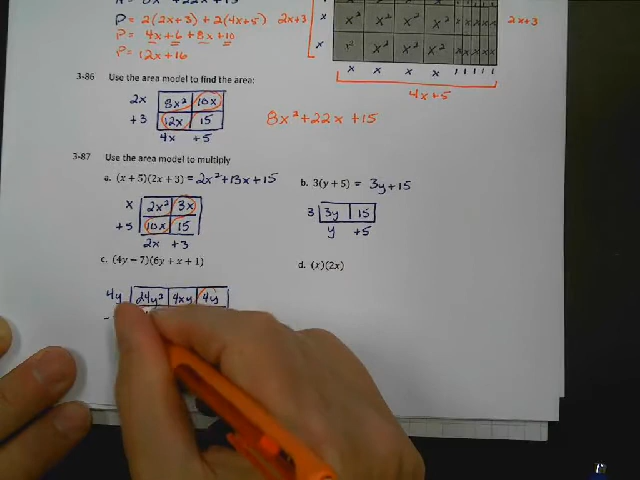 P = 2(2x+3) + 2(4x+5)
P = 4x+6 + 8x +10
P = 12x+16
2x+3
x x² x² x² x² x x x x x
x x² x² x² x² x x x x x
x x x x 1 1 1 1 1
4x+5
2x+3
3-86 Use the area model to find the area:
2x 8x² 10x
+3 12x 15
4x +5
8x²+22x+15
3-87 Use the area model to multiply
a. (x + 5)(2x + 3) = 2x²+13x+15
x 2x² 3x
+5 10x 15
2x +3
b. 3(y + 5) = 3y+15
3 3y 15
y +5
c. (4y − 7)(6y + x + 1)
4y 24y² 4xy 4y
d. (x)(2x)